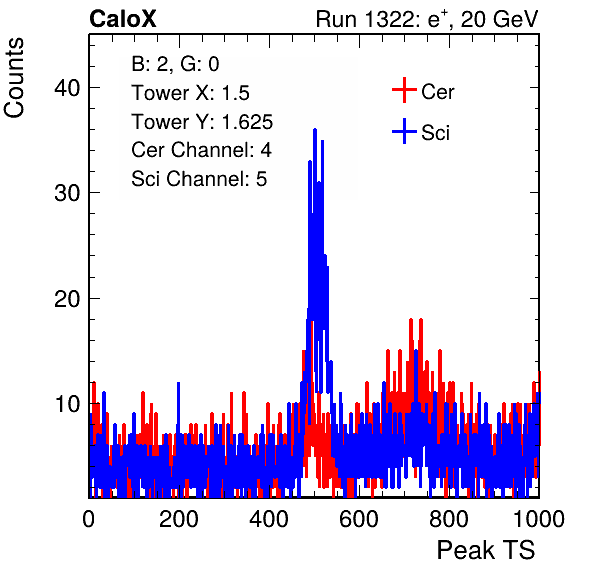 CaloX Run 1322: e⁺, 20 GeV
Counts
B: 2, G: 0
Tower X: 1.5
Tower Y: 1.625
Cer Channel: 4
Sci Channel: 5
Cer
Sci
40
30
20
10
0 200 400 600 800 1000
Peak TS